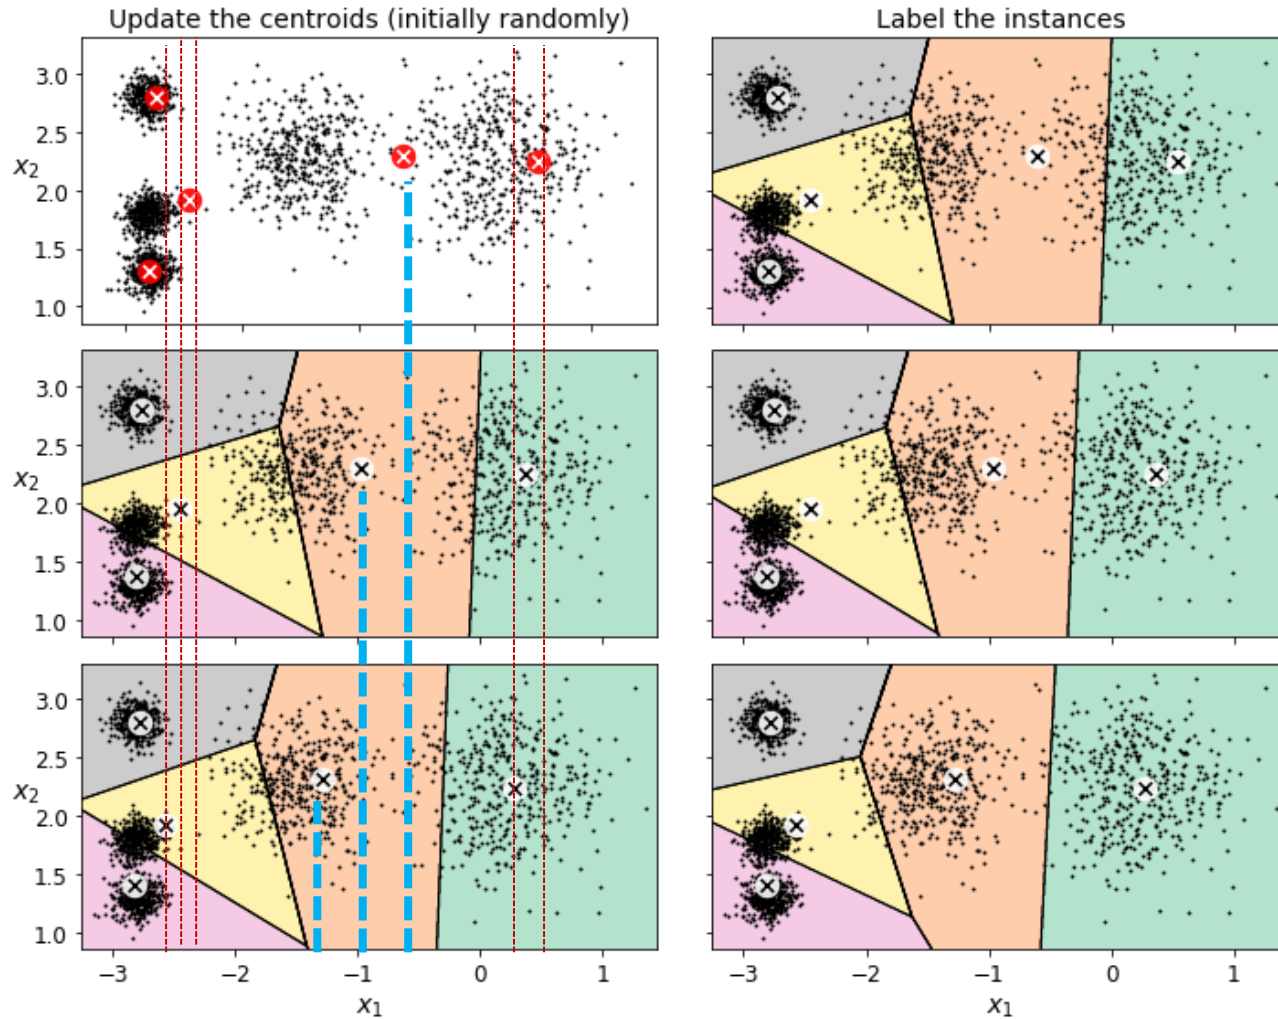 Update the centroids (initially randomly)
Label the instances
3.0
2.5
x2
2.0
1.5
1.0
3.0
2.5
x2
2.0
1.5
1.0
3.0
2.5
x2
2.0
1.5
1.0
−3 −2 −1 0 1
x1
−3 −2 −1 0 1
x1